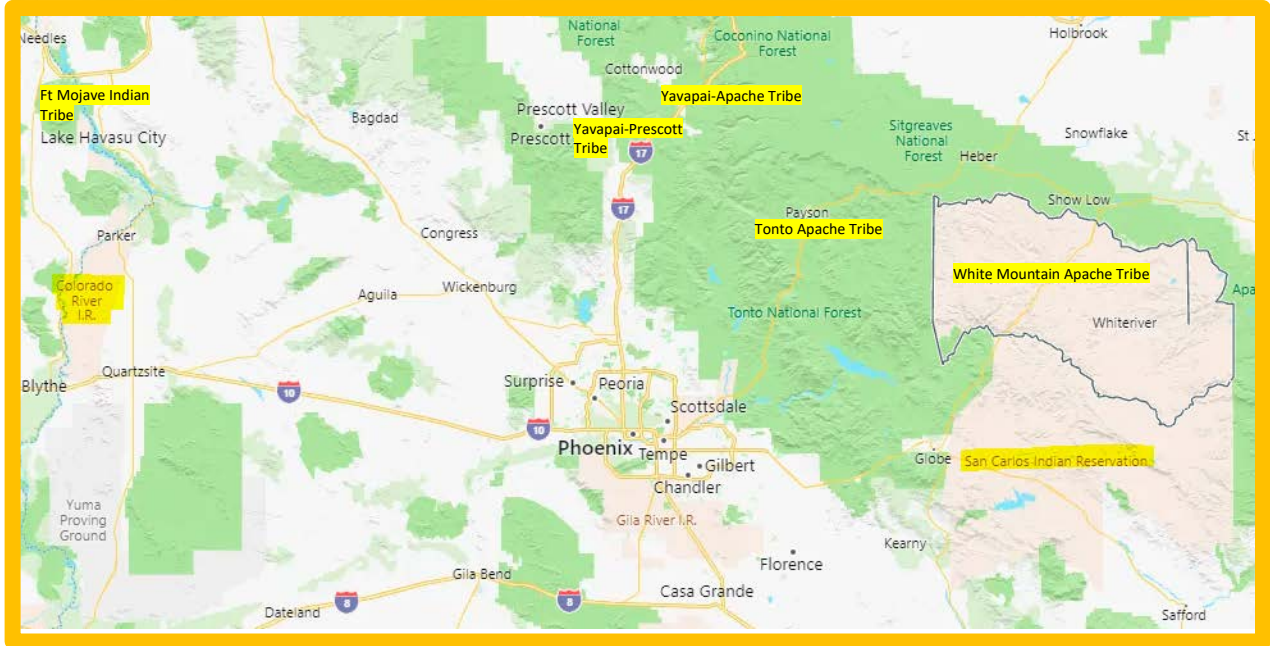 Needles
National
Forest
Coconino National
Forest
Holbrook
Cottonwood
Ft Mojave Indian
Tribe
Yavapai-Apache Tribe
Prescott Valley
Bagdad
Lake Havasu City
Prescott
Yavapai-Prescott
Tribe
17
Sitgreaves
National
Forest
Snowflake
St.
Heber
17
Payson
Tonto Apache Tribe
Show Low
Parker
Congress
White Mountain Apache Tribe
Colorado
River
I.R.
Aguila
Wickenburg
Apa
Tonto National Forest
Whiteriver
Quartzsite
Blythe
10
Surprise
Peoria
Scottsdale
10
Phoenix
Tempe
Gilbert
Chandler
Globe
San Carlos Indian Reservation
Yuma
Proving
Ground
Gila River I.R.
Kearny
Florence
Gila Bend
Casa Grande
8
8
Dateland
Safford